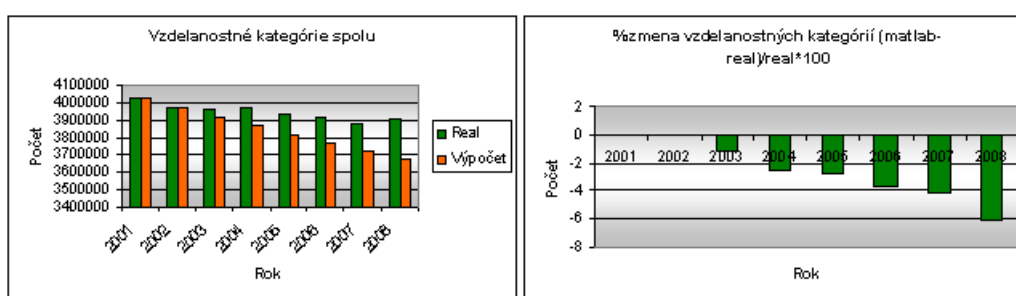 Vzdelanostné kategórie spolu
4100000
4000000
3900000
3800000
3700000
3600000
3500000
3400000
Počet
2001
2002
2003
2004
2005
2006
2007
2008
Rok
Real
Výpočet
%zmena vzdelanostných kategórií (matlab-
real)/real*100
2
0
-2
-4
-6
-8
Počet
2001 2002 2003 2004 2005 2006 2007 2008
Rok